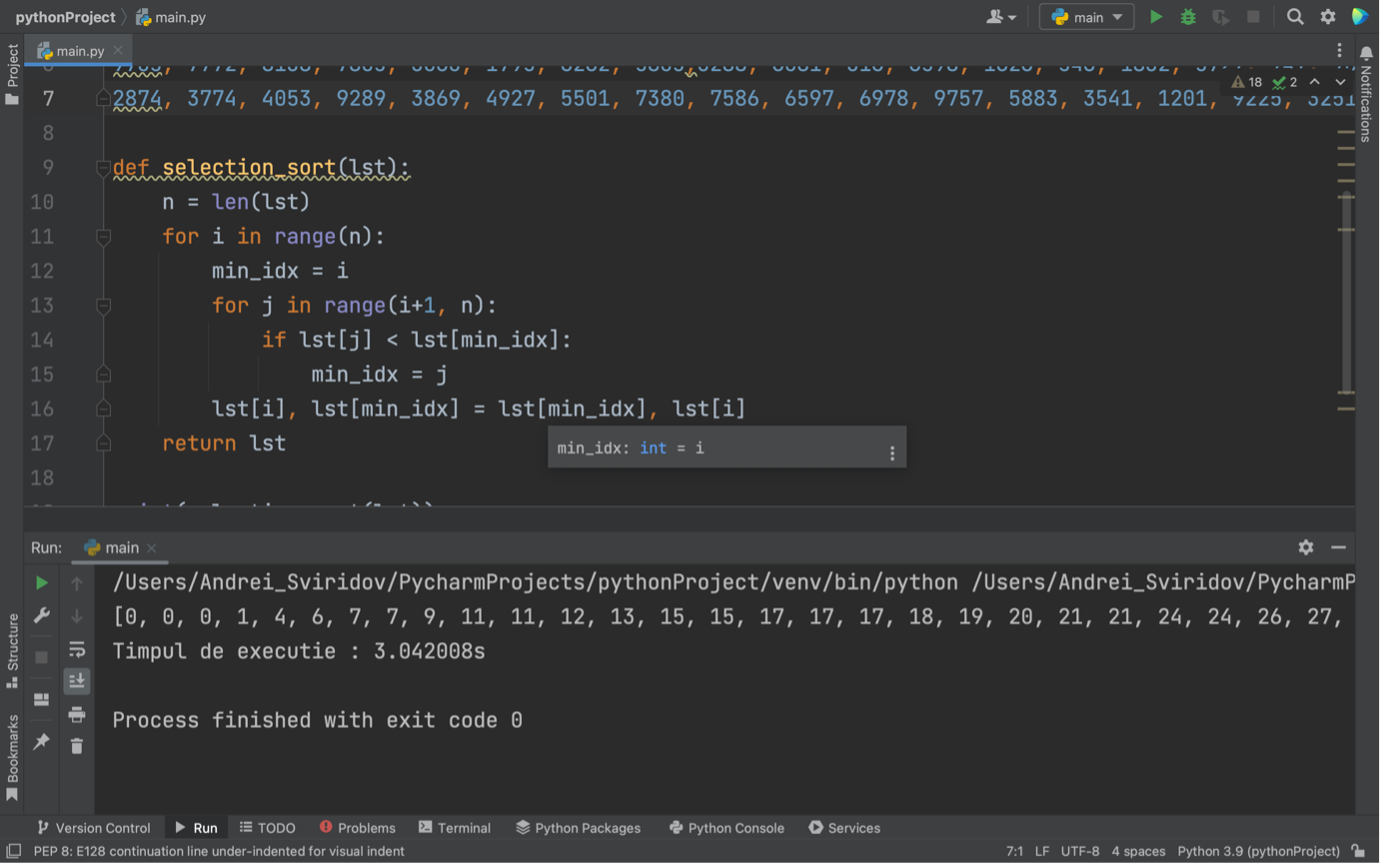 pythonProject main.py
main
main.py
Project
Notifications
18 2
7 2874, 3774, 4053, 9289, 3869, 4927, 5501, 7380, 7586, 6597, 6978, 9757, 5883, 3541, 1201, 9225, 3251
8
9 def selection_sort(lst):
10 n = len(lst)
11 for i in range(n):
12 min_idx = i
13 for j in range(i+1, n):
14 if lst[j] < lst[min_idx]:
15 min_idx = j
16 lst[i], lst[min_idx] = lst[min_idx], lst[i]
17 return lst
min_idx: int = i
18
Run: main
/Users/Andrei_Sviridov/PycharmProjects/pythonProject/venv/bin/python /Users/Andrei_Sviridov/PycharmP
[0, 0, 0, 1, 4, 6, 7, 7, 9, 11, 11, 12, 13, 15, 15, 17, 17, 17, 18, 19, 20, 21, 21, 24, 24, 26, 27,
Timpul de executie : 3.042008s
Process finished with exit code 0
Structure
Bookmarks
Version Control Run TODO Problems Terminal Python Packages Python Console Services
PEP 8: E128 continuation line under-indented for visual indent 7:1 LF UTF-8 4 spaces Python 3.9 (pythonProject)